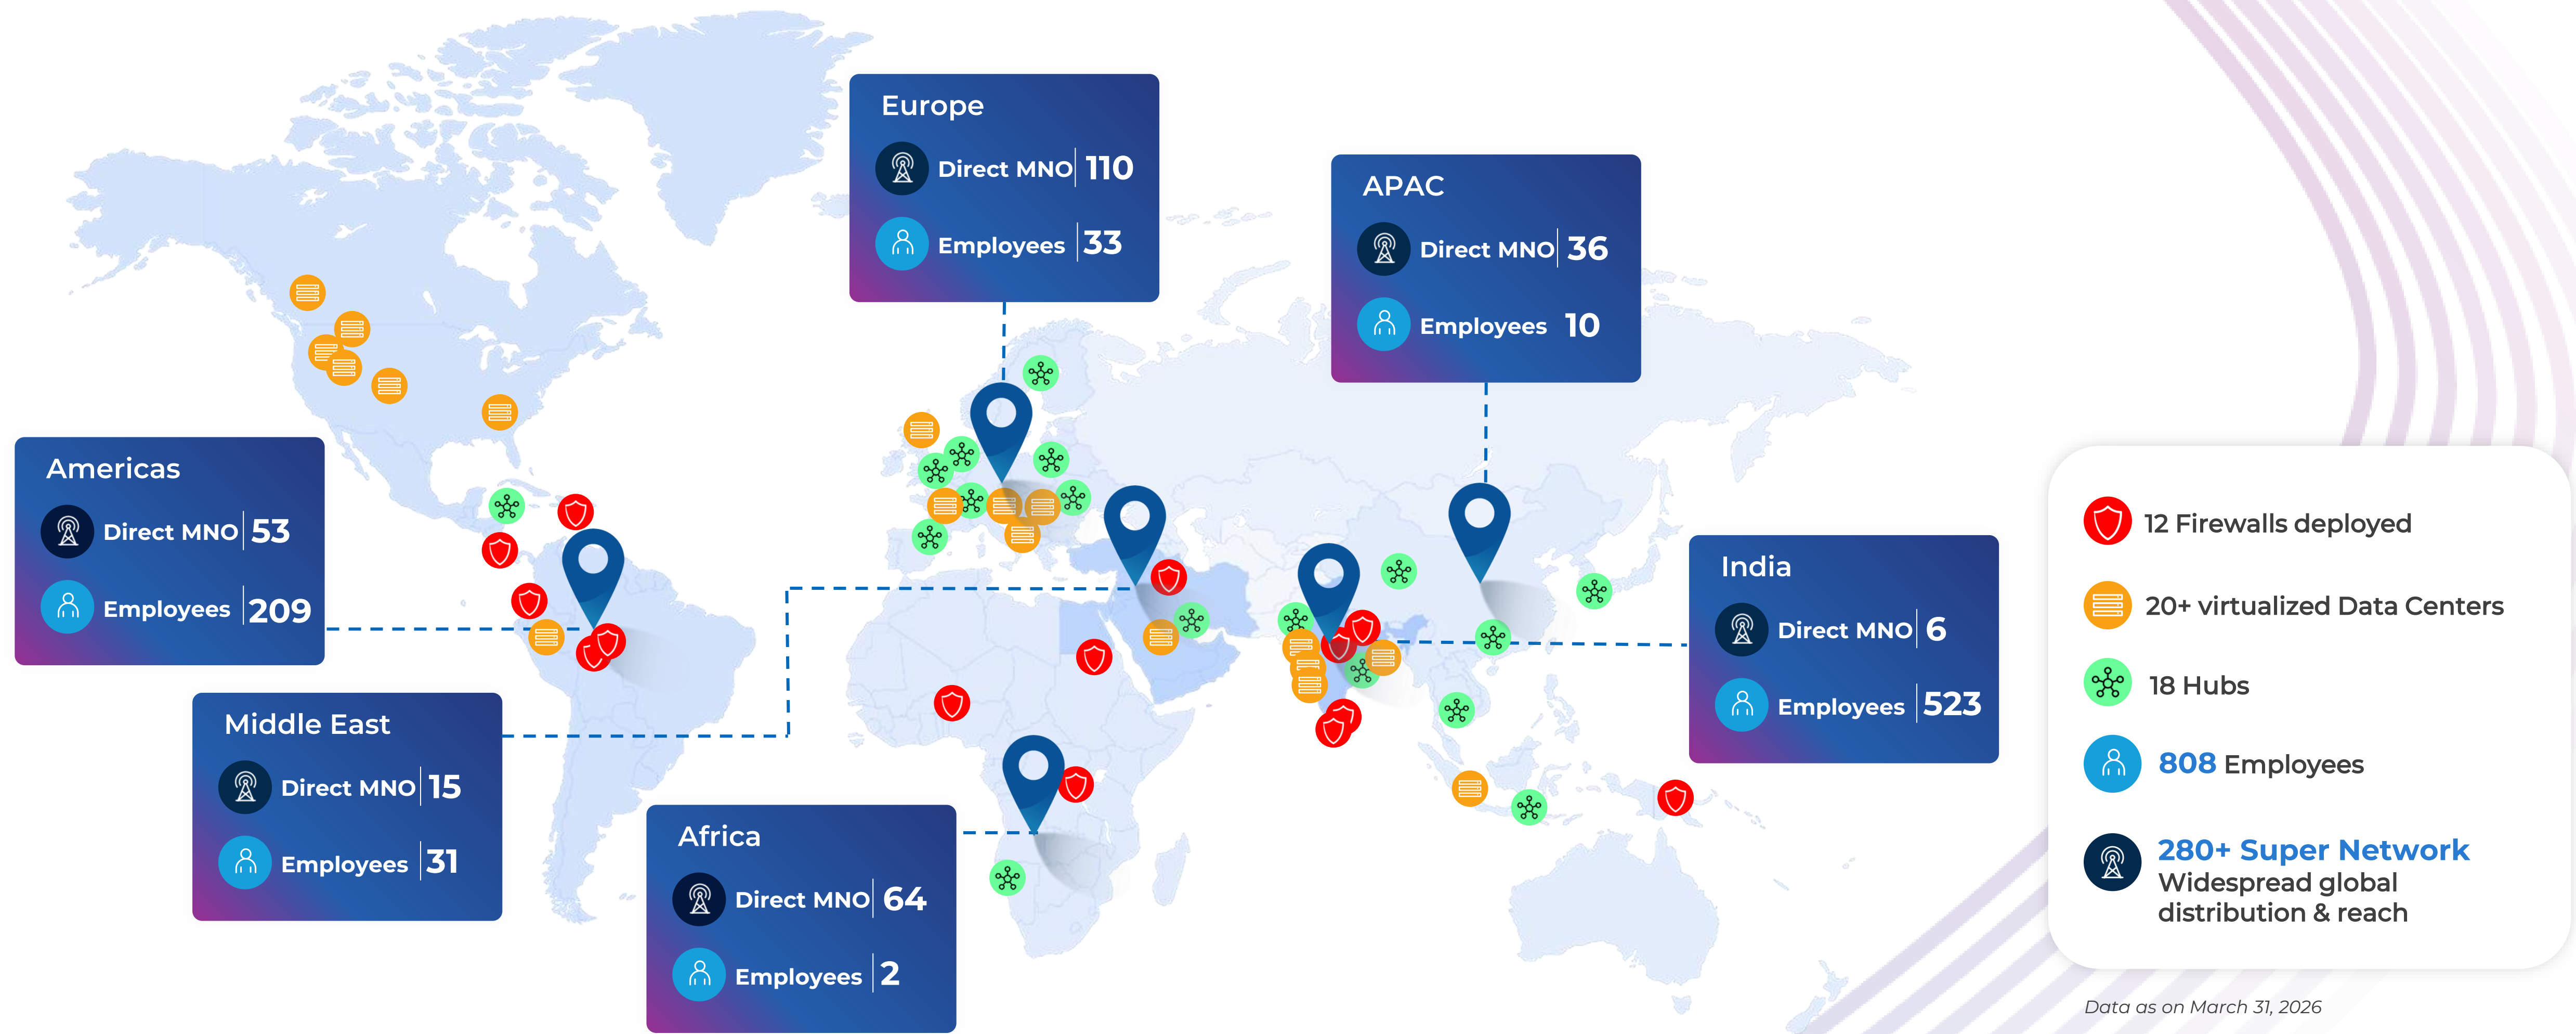 Europe
Direct MNO 110
Employees 33
APAC
Direct MNO 36
Employees 10
Americas
Direct MNO 53
Employees 209
India
Direct MNO 6
Employees 523
Middle East
Direct MNO 15
Employees 31
Africa
Direct MNO 64
Employees 2
12 Firewalls deployed
20+ virtualized Data Centers
18 Hubs
808 Employees
280+ Super Network
Widespread global
distribution & reach
Data as on March 31, 2026